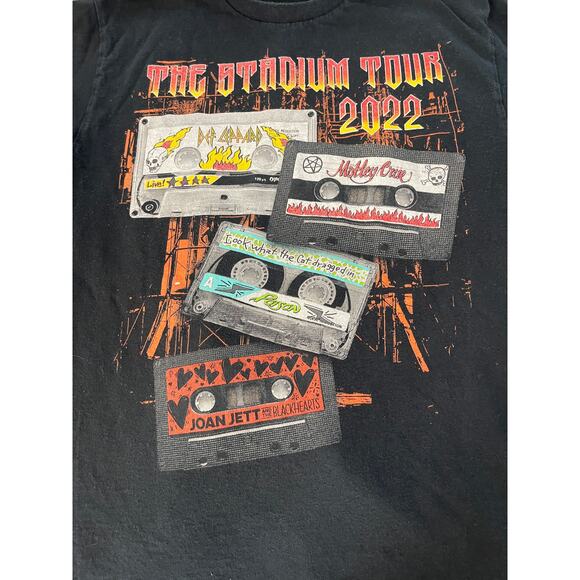 THE STADIUM TOUR
2022
DEF LEPPARD
Live!
Mötley Crüe
Look what the Cat dragged in
A
Poison
JOAN JETT AND THE BLACKHEARTS